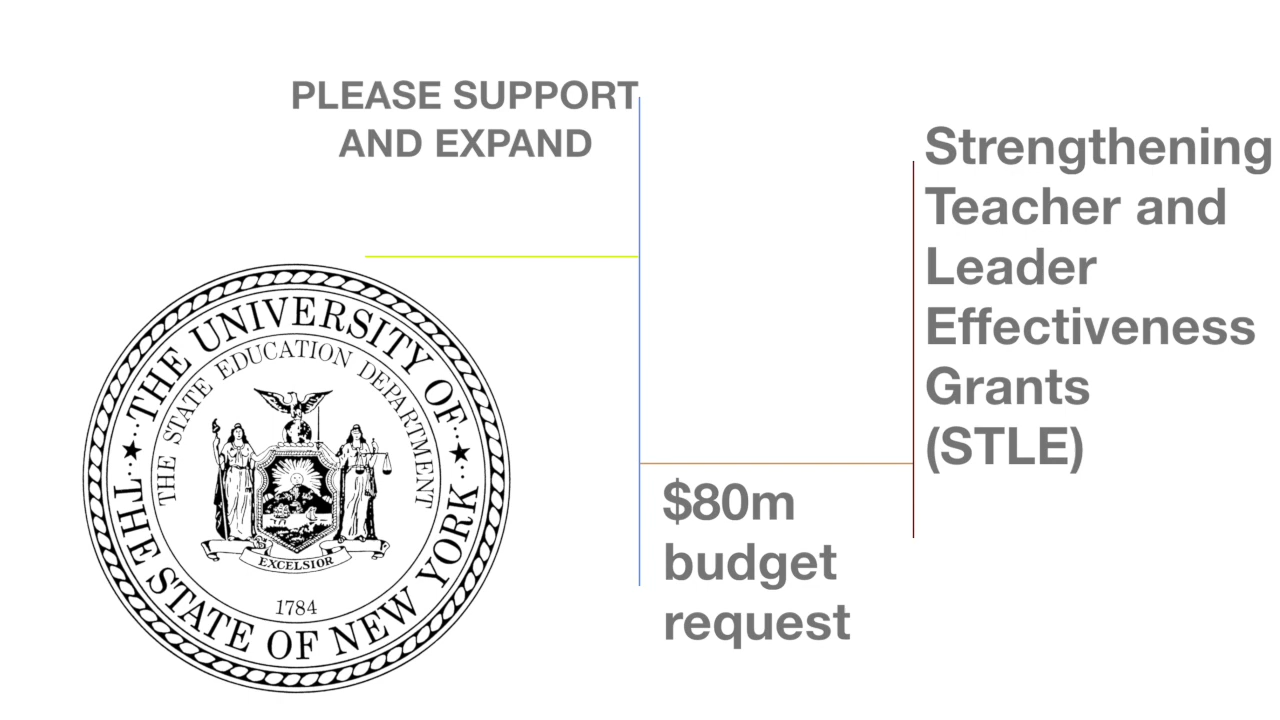 PLEASE SUPPORT
AND EXPAND
Strengthening
Teacher and
Leader
Effectiveness
Grants
(STLE)
$80m
budget
request
THE UNIVERSITY OF
THE STATE OF NEW YORK
THE STATE EDUCATION DEPARTMENT
EXCELSIOR
1784